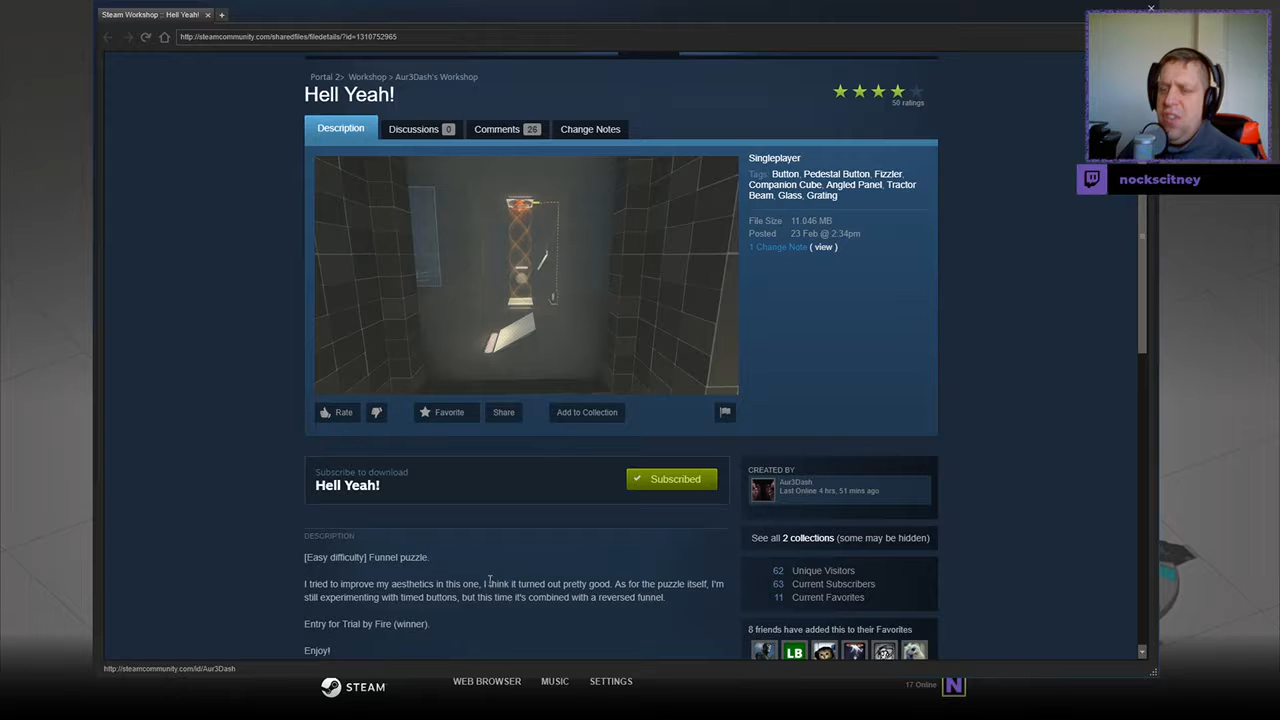 Steam Workshop :: Hell Yeah!
http://steamcommunity.com/sharedfiles/filedetails/?id=1310752965
nockscitney
Portal 2> Workshop > Aur3Dash's Workshop
Hell Yeah!
50 ratings
Description
Discussions 0
Comments 26
Change Notes
Singleplayer
Tags: Button, Pedestal Button, Fizzler,
Companion Cube, Angled Panel, Tractor
Beam, Glass, Grating
File Size 11.046 MB
Posted 23 Feb @ 2:34pm
1 Change Note ( view )
Rate
Favorite
Share
Add to Collection
Subscribe to download
Hell Yeah!
Subscribed
CREATED BY
Aur3Dash
Last Online 4 hrs, 51 mins ago
DESCRIPTION
[Easy difficulty] Funnel puzzle.
I tried to improve my aesthetics in this one, I think it turned out pretty good. As for the puzzle itself, I'm
still experimenting with timed buttons, but this time it's combined with a reversed funnel.
Entry for Trial by Fire (winner).
Enjoy!
See all 2 collections (some may be hidden)
62 Unique Visitors
63 Current Subscribers
11 Current Favorites
8 friends have added this to their Favorites
LB
http://steamcommunity.com/id/Aur3Dash
STEAM
WEB BROWSER
MUSIC
SETTINGS
17 Online
N